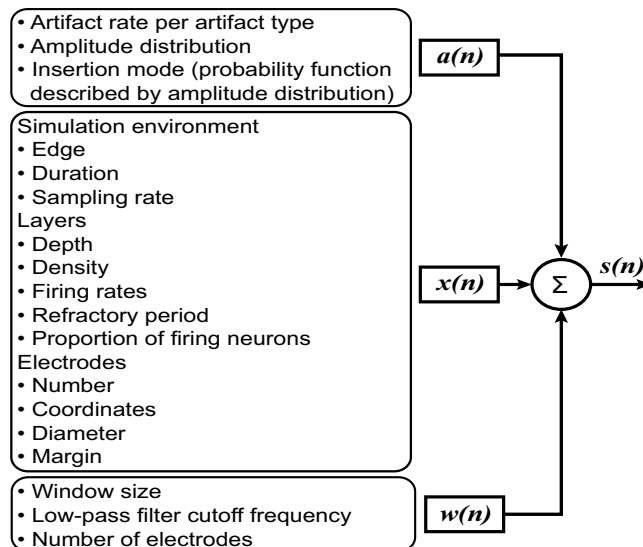 • Artifact rate per artifact type
• Amplitude distribution
• Insertion mode (probability function
described by amplitude distribution)
a(n)
Simulation environment
• Edge
• Duration
• Sampling rate
Layers
• Depth
• Density
• Firing rates
• Refractory period
• Proportion of firing neurons
Electrodes
• Number
• Coordinates
• Diameter
• Margin
x(n)
Σ
s(n)
• Window size
• Low-pass filter cutoff frequency
• Number of electrodes
w(n)